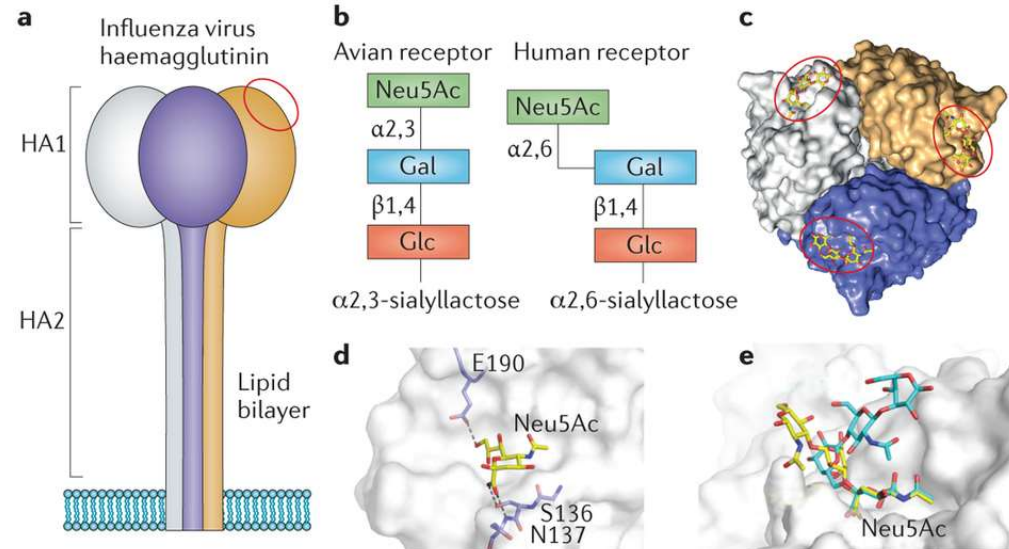 a
Influenza virus
haemagglutinin
HA1
HA2
Lipid
bilayer
b
Avian receptor
Neu5Ac
α2,3
Gal
β1,4
Glc
α2,3-sialyllactose
Human receptor
Neu5Ac
α2,6
Gal
β1,4
Glc
α2,6-sialyllactose
c
d
E190
Neu5Ac
S136
N137
e
Neu5Ac